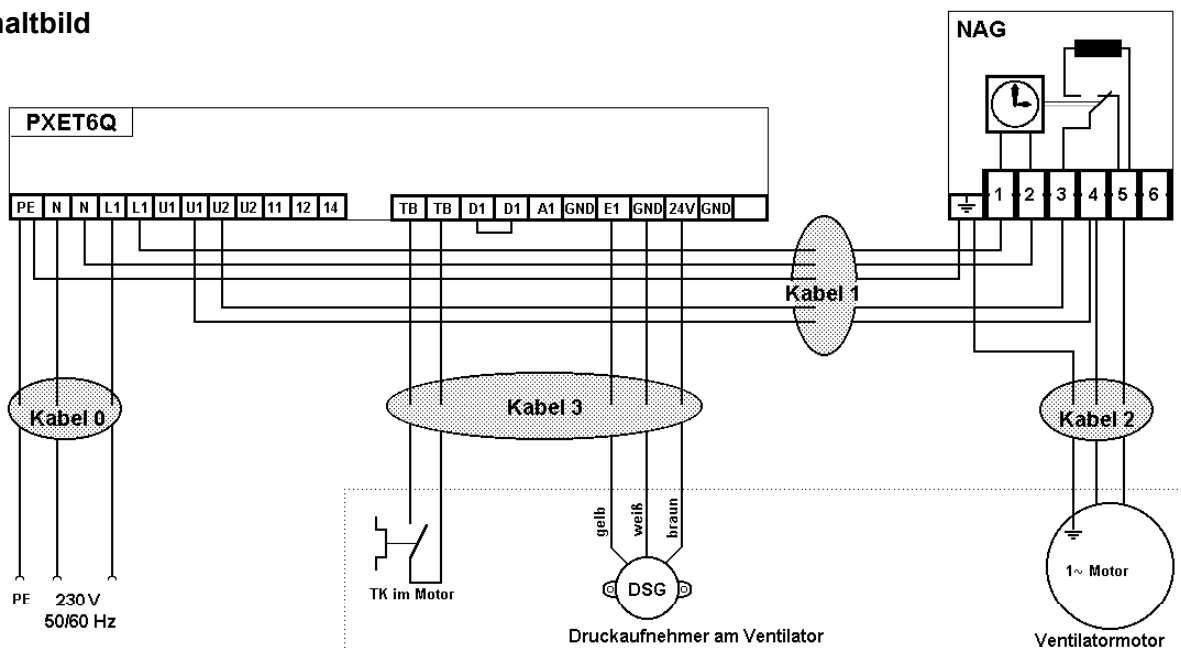 haltbild
NAG
PXET6Q
PE N N L1 L1 U1 U1 U2 U2 11 12 14
TB TB D1 D1 A1 GND E1 GND 24V GND
1 2 3 4 5 6
Kabel 1
Kabel 0
Kabel 3
Kabel 2
gelb
weiß
braun
TK im Motor
DSG
1~ Motor
PE 230 V
50/60 Hz
Druckaufnehmer am Ventilator
Ventilatormotor